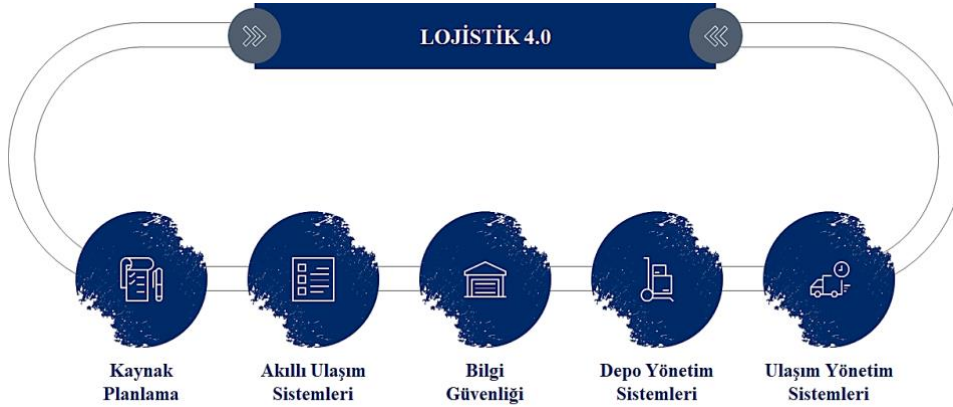 LOJİSTİK 4.0
Kaynak
Planlama
Akıllı Ulaşım
Sistemleri
Bilgi
Güvenliği
Depo Yönetim
Sistemleri
Ulaşım Yönetim
Sistemleri